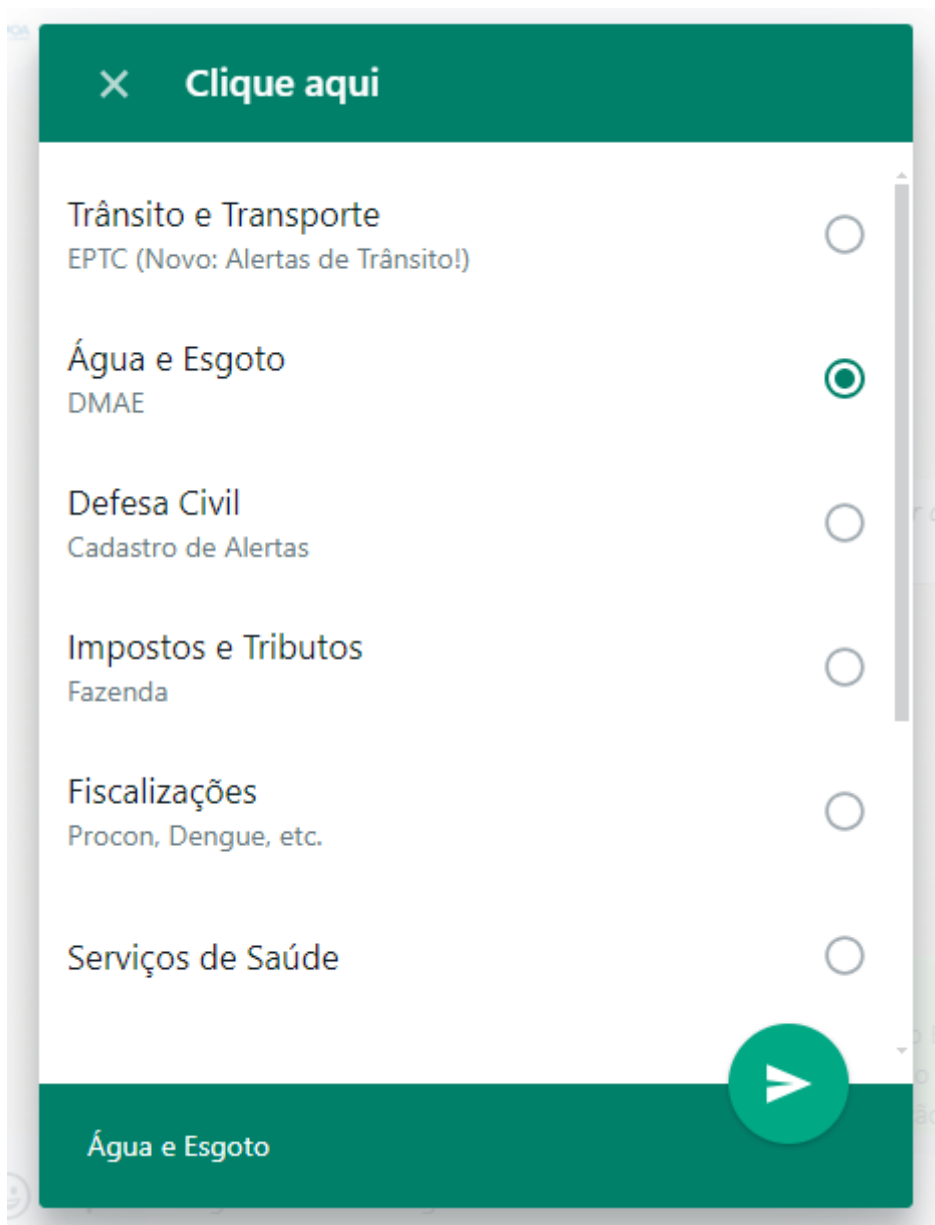 Clique aqui
Trânsito e Transporte
EPTC (Novo: Alertas de Trânsito!)
Água e Esgoto
DMAE
Defesa Civil
Cadastro de Alertas
Impostos e Tributos
Fazenda
Fiscalizações
Procon, Dengue, etc.
Serviços de Saúde
Água e Esgoto